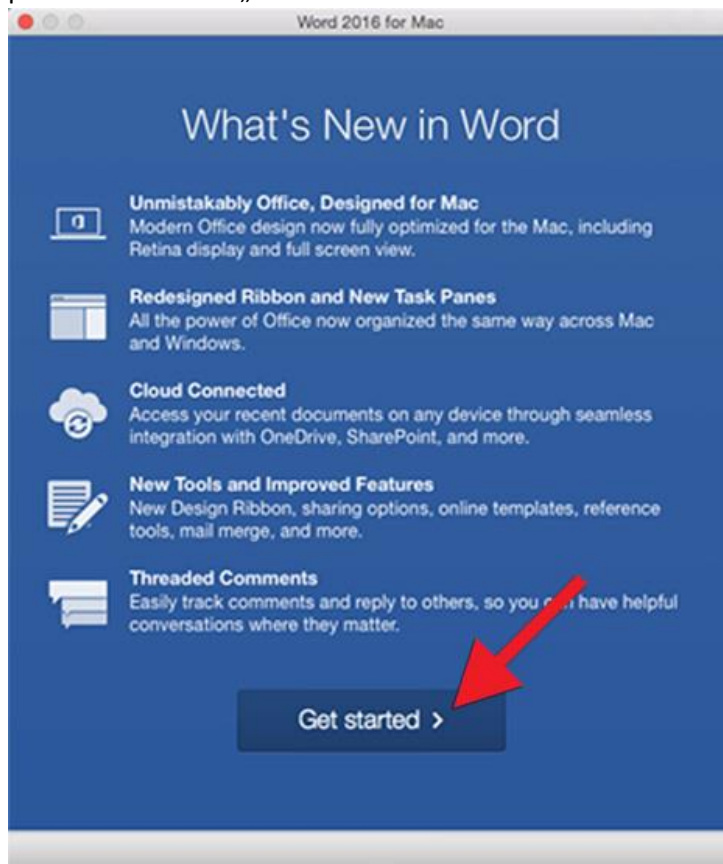 Word 2016 for Mac
What's New in Word
Unmistakably Office, Designed for Mac
Modern Office design now fully optimized for the Mac, including
Retina display and full screen view.
Redesigned Ribbon and New Task Panes
All the power of Office now organized the same way across Mac
and Windows.
Cloud Connected
Access your recent documents on any device through seamless
integration with OneDrive, SharePoint, and more.
New Tools and Improved Features
New Design Ribbon, sharing options, online templates, reference
tools, mail merge, and more.
Threaded Comments
Easily track comments and reply to others, so you can have helpful
conversations where they matter.
Get started >